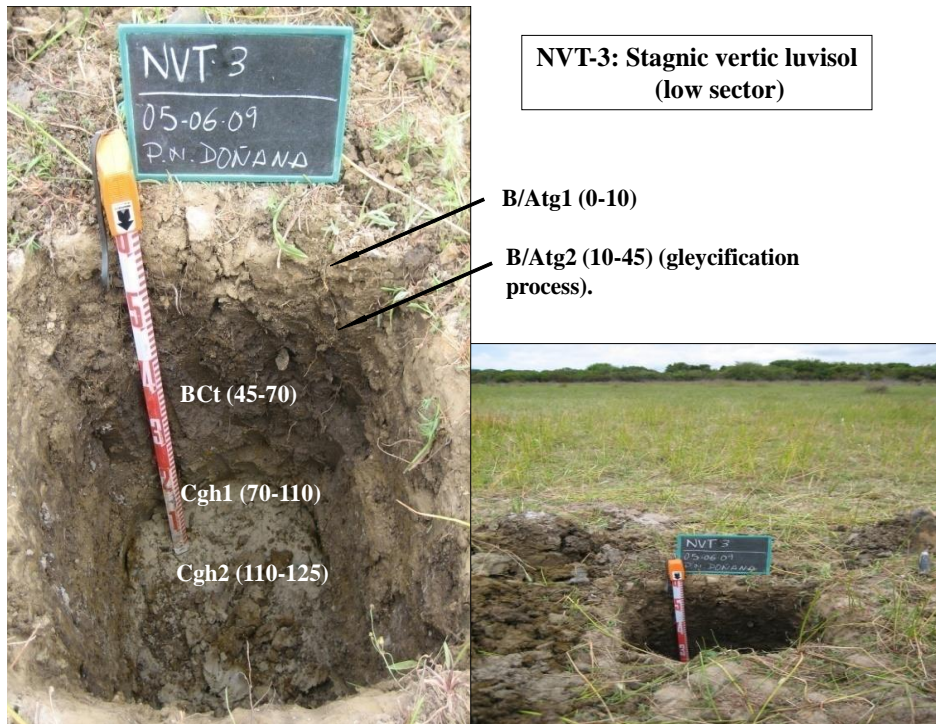 NVT. 3
05-06-09
P.N. DOÑANA
NVT-3: Stagnic vertic luvisol
(low sector)
B/Atg1 (0-10)
B/Atg2 (10-45) (gleycification
process).
BCt (45-70)
Cgh1 (70-110)
Cgh2 (110-125)
NVT 3
05-06-09
P.N. DOÑANA